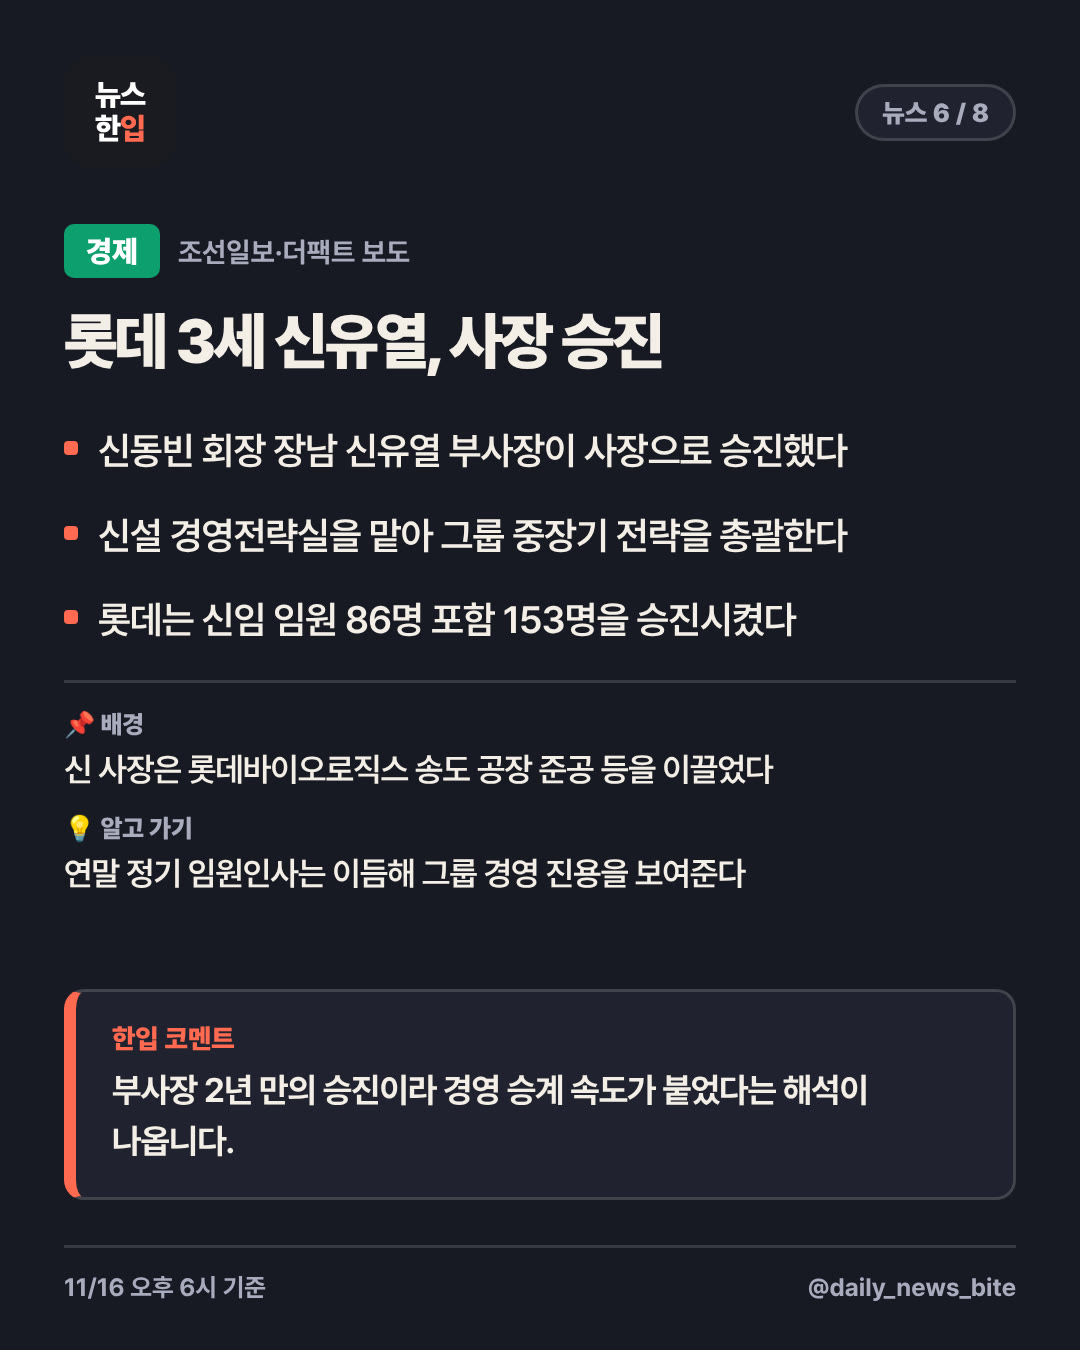 뉴스
한입
뉴스 6 / 8
경제
조선일보·더팩트 보도
롯데 3세 신유열, 사장 승진
신동빈 회장 장남 신유열 부사장이 사장으로 승진했다
신설 경영전략실을 맡아 그룹 중장기 전략을 총괄한다
롯데는 신임 임원 86명 포함 153명을 승진시켰다
📌 배경
신 사장은 롯데바이오로직스 송도 공장 준공 등을 이끌었다
💡 알고 가기
연말 정기 임원인사는 이듬해 그룹 경영 진용을 보여준다
한입 코멘트
부사장 2년 만의 승진이라 경영 승계 속도가 붙었다는 해석이
나옵니다.
11/16 오후 6시 기준
@daily_news_bite